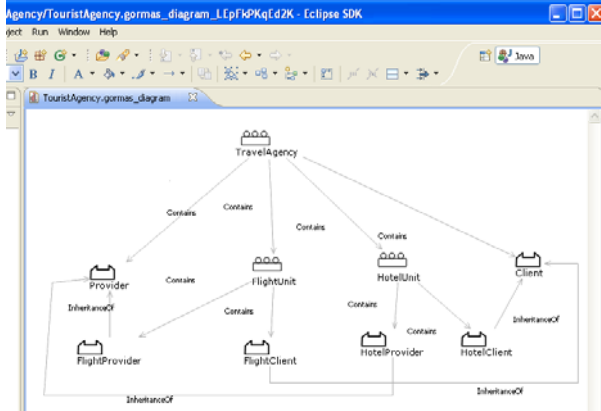 Agency/TouristAgency.gormas_diagram_LEpFkPKqEd2K - Eclipse SDK
ject Run Window Help
Java
B I A
TouristAgency.gormas_diagram
TravelAgency
Contains
Contains
Contains
Contains
Provider
Contains
FlightUnit
HotelUnit
Client
InheritanceOf
Contains
Contains
Contains
InheritanceOf
FlightProvider
FlightClient
HotelProvider
HotelClient
InheritanceOf
InheritanceOf